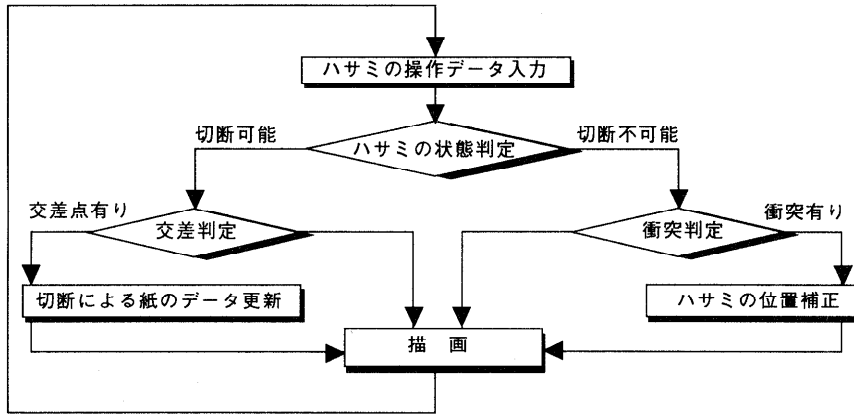 ハサミの操作データ入力
切断可能
ハサミの状態判定
切断不可能
交差点有り
交差判定
衝突判定
衝突有り
切断による紙のデータ更新
ハサミの位置補正
描 画